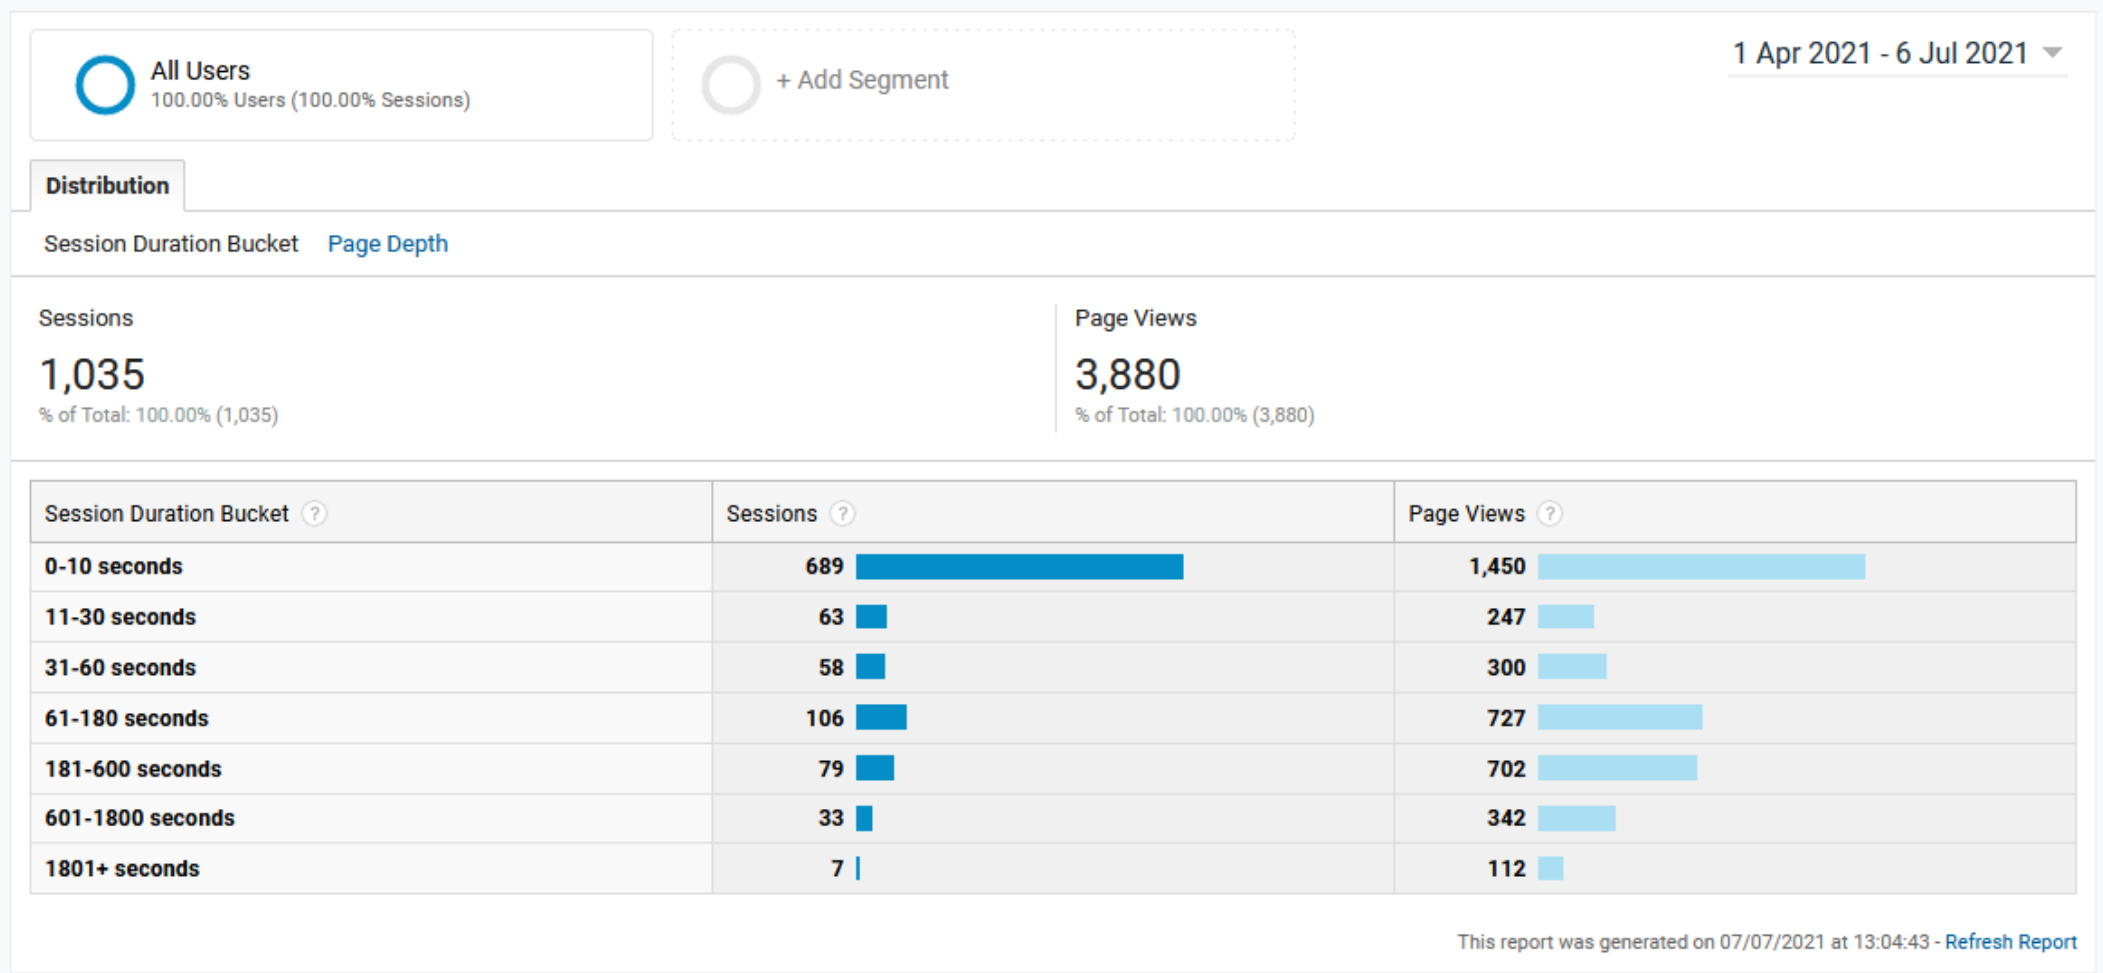 All Users
100.00% Users (100.00% Sessions)
+ Add Segment
1 Apr 2021 - 6 Jul 2021
Distribution
Session Duration Bucket Page Depth
Sessions
1,035
% of Total: 100.00% (1,035)
Page Views
3,880
% of Total: 100.00% (3,880)
Session Duration Bucket ? Sessions ? Page Views ?
0-10 seconds 689 1,450
11-30 seconds 63 247
31-60 seconds 58 300
61-180 seconds 106 727
181-600 seconds 79 702
601-1800 seconds 33 342
1801+ seconds 7 112
This report was generated on 07/07/2021 at 13:04:43 - Refresh Report